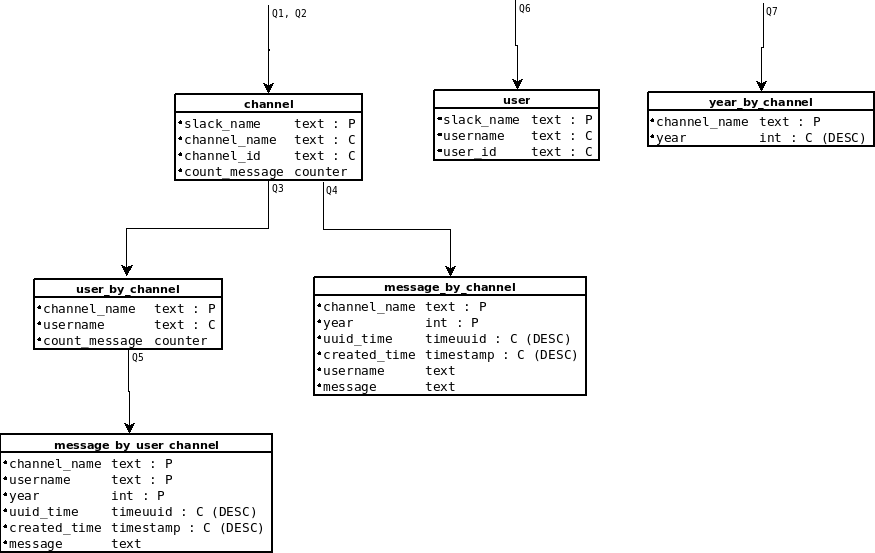 Q1, Q2
Q6
Q7
channel
*slack_name text : P
*channel_name text : C
*channel_id text : C
*count_message counter
user
*slack_name text : P
*username text : C
*user_id text : C
year_by_channel
*channel_name text : P
*year int : C (DESC)
Q3
Q4
user_by_channel
*channel_name text : P
*username text : C
*count_message counter
message_by_channel
*channel_name text : P
*year int : P
*uuid_time timeuuid : C (DESC)
*created_time timestamp : C (DESC)
*username text
*message text
Q5
message_by_user_channel
*channel_name text : P
*username text : P
*year int : P
*uuid_time timeuuid : C (DESC)
*created_time timestamp : C (DESC)
*message text